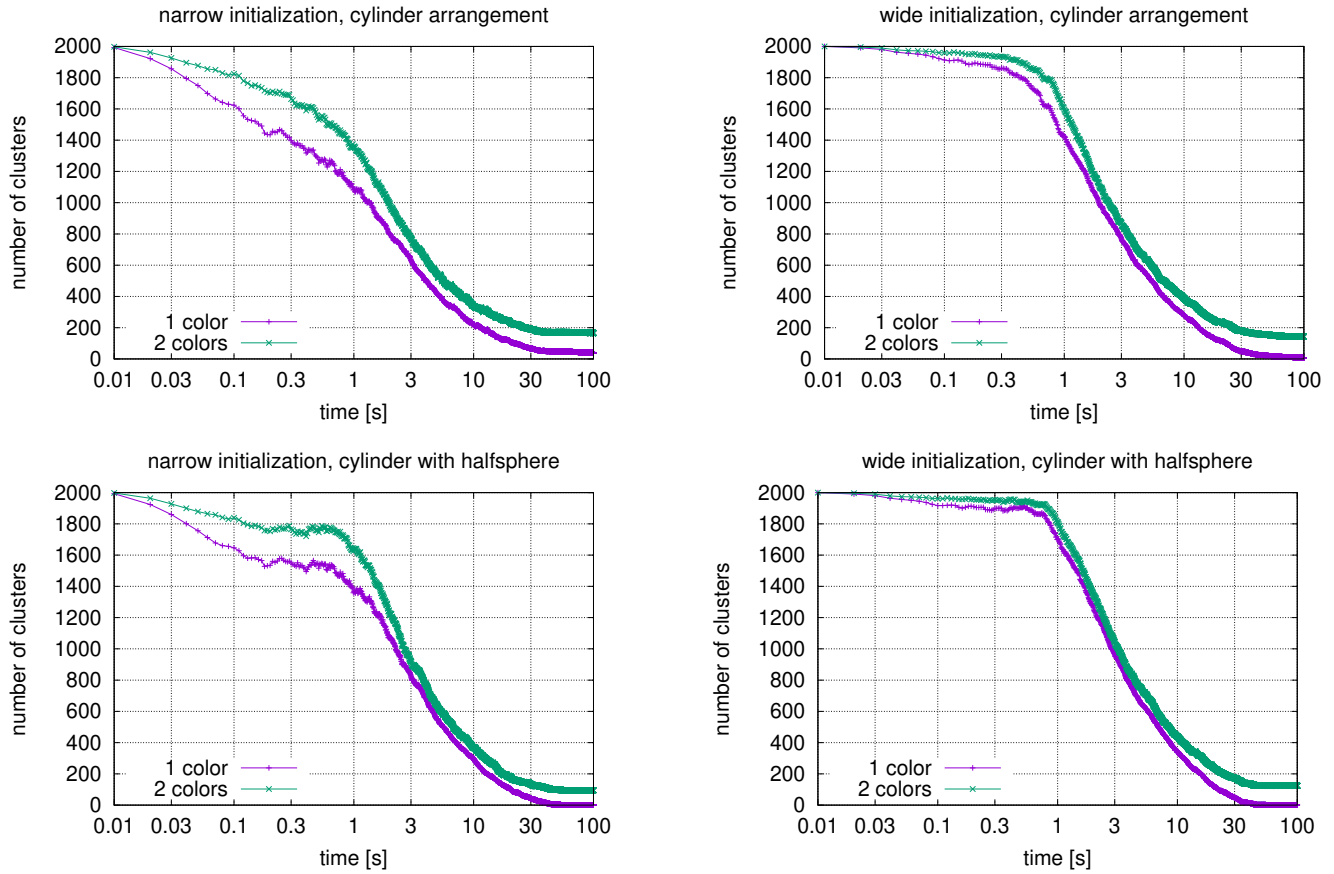 narrow initialization, cylinder arrangement
2000
1800
1600
1400
1200
1000
800
600
400
200
0
number of clusters
1 color
2 colors
0.01 0.03 0.1 0.3 1 3 10 30 100
time [s]
wide initialization, cylinder arrangement
2000
1800
1600
1400
1200
1000
800
600
400
200
0
number of clusters
1 color
2 colors
0.01 0.03 0.1 0.3 1 3 10 30 100
time [s]
narrow initialization, cylinder with halfsphere
2000
1800
1600
1400
1200
1000
800
600
400
200
0
number of clusters
1 color
2 colors
0.01 0.03 0.1 0.3 1 3 10 30 100
time [s]
wide initialization, cylinder with halfsphere
2000
1800
1600
1400
1200
1000
800
600
400
200
0
number of clusters
1 color
2 colors
0.01 0.03 0.1 0.3 1 3 10 30 100
time [s]